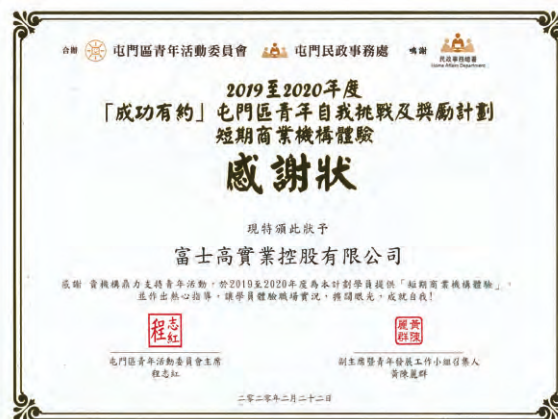 合辦 屯門區青年活動委員會 屯門民政事務處 鳴謝 民政事務總署
Home Affairs Department
2019至2020年度
「成功有約」屯門區青年自我挑戰及獎勵計劃
短期商業機構體驗
感謝狀
現特頒此狀予
富士高實業控股有限公司
感謝 貴機構鼎力支持青年活動,於2019至2020年度為本計劃學員提供「短期商業機構體驗」,
並作出熱心指導,讓學員體驗職場實況,擴闊眼光,成就自我!
程志紅
黃陳麗群
屯門區青年活動委員會主席
程志紅
副主席暨青年發展工作小組召集人
黃陳麗群
二零二零年二月二十二日